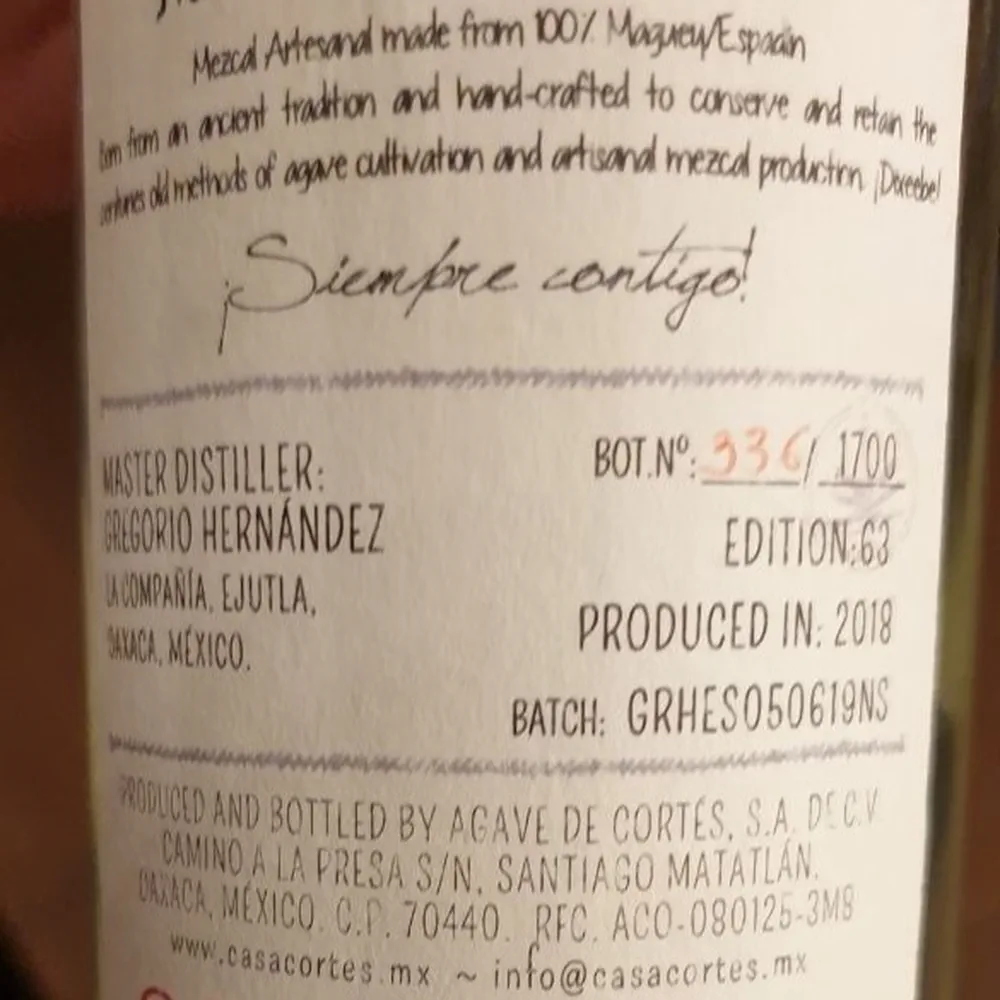 Mezcal Artesanal made from 100% Maguey/Espadín
from an ancient tradition and hand-crafted to conserve and retain the
old methods of agave cultivation and artisanal mezcal production ¡Dixeebe!
¡Siempre contigo!
MASTER DISTILLER:
GREGORIO HERNÁNDEZ
LA COMPAÑÍA, EJUTLA,
OAXACA, MÉXICO.
BOT.Nº: 336/ 1700
EDITION:63
PRODUCED IN: 2018
BATCH: GRHES050619NS
PRODUCED AND BOTTLED BY AGAVE DE CORTÉS, S.A. DE C.V.
CAMINO A LA PRESA S/N, SANTIAGO MATATLÁN.
OAXACA, MÉXICO. C.P. 70440. RFC. ACO-080125-3M8
www.casacortes.mx ~ info@casacortes.mx